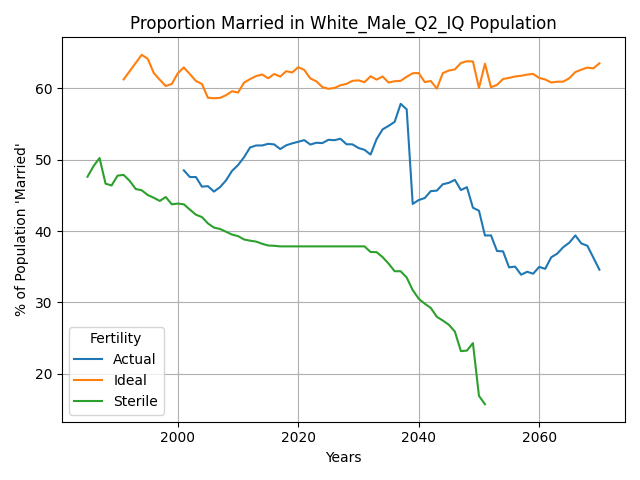 Proportion Married in White_Male_Q2_IQ Population
% of Population 'Married'
60
50
40
30
20
Fertility
Actual
Ideal
Sterile
2000 2020 2040 2060
Years